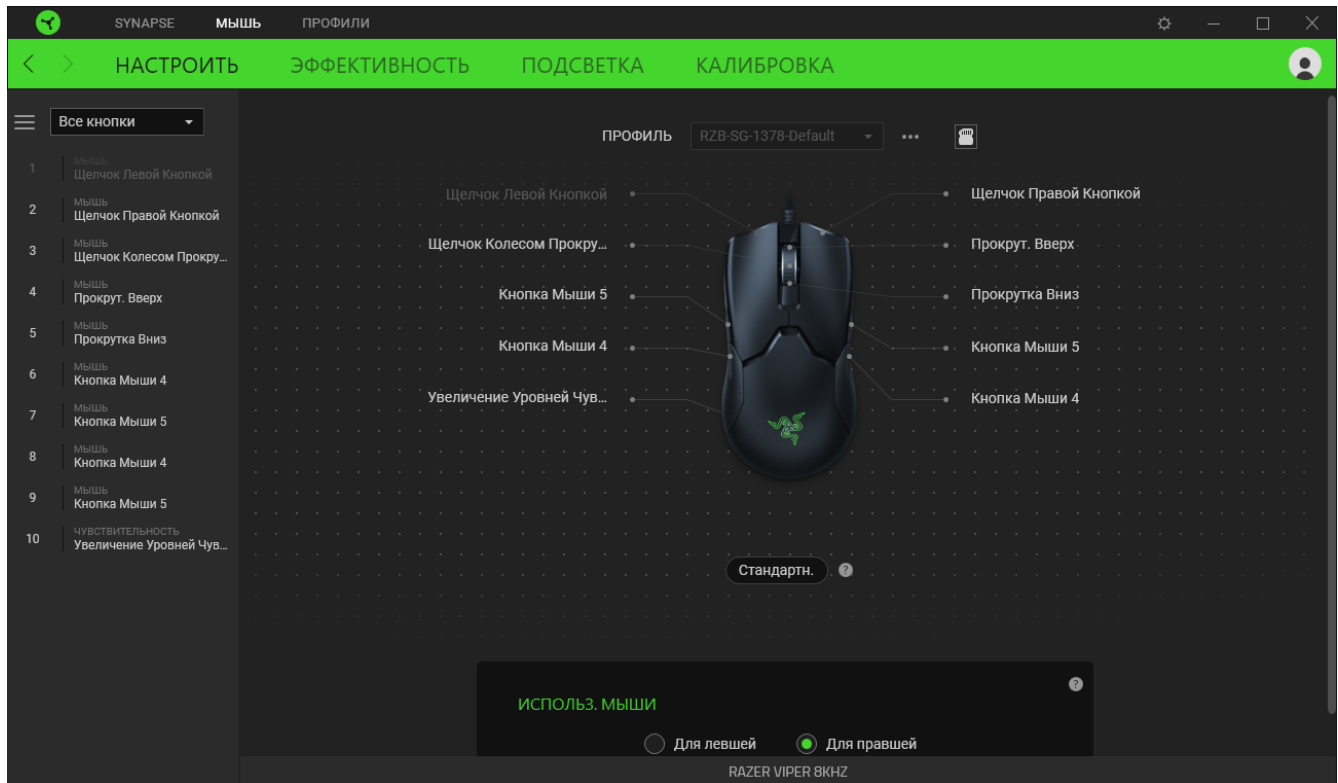 SYNAPSE МЫШЬ ПРОФИЛИ
НАСТРОИТЬ ЭФФЕКТИВНОСТЬ ПОДСВЕТКА КАЛИБРОВКА
Все кнопки
1 МЫШЬ
Щелчок Левой Кнопкой
2 МЫШЬ
Щелчок Правой Кнопкой
3 МЫШЬ
Щелчок Колесом Прокру...
4 МЫШЬ
Прокрут. Вверх
5 МЫШЬ
Прокрутка Вниз
6 МЫШЬ
Кнопка Мыши 4
7 МЫШЬ
Кнопка Мыши 5
8 МЫШЬ
Кнопка Мыши 4
9 МЫШЬ
Кнопка Мыши 5
10 ЧУВСТВИТЕЛЬНОСТЬ
Увеличение Уровней Чув...
ПРОФИЛЬ RZB-SG-1378-Default
Щелчок Левой Кнопкой Щелчок Правой Кнопкой
Щелчок Колесом Прокру... Прокрут. Вверх
Кнопка Мыши 5 Прокрутка Вниз
Кнопка Мыши 4 Кнопка Мыши 5
Увеличение Уровней Чув... Кнопка Мыши 4
Стандартн. ?
?
ИСПОЛЬЗ. МЫШИ
Для левшей Для правшей
RAZER VIPER 8KHZ